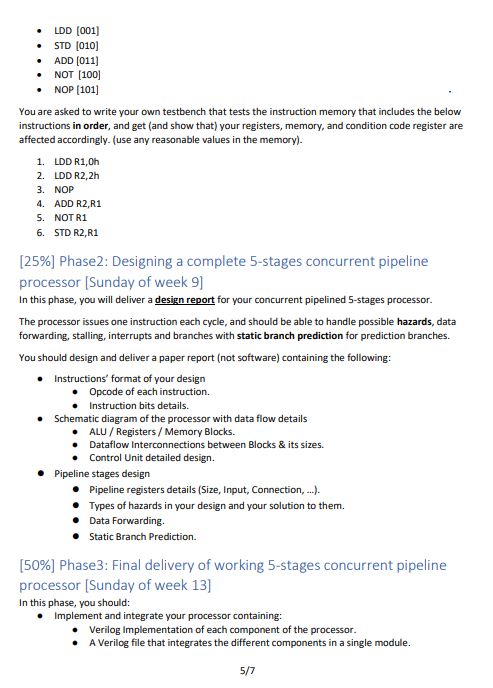 • LDD [001]
• STD [010]
• ADD [011]
• NOT [100]
• NOP [101]
You are asked to write your own testbench that tests the instruction memory that includes the below
instructions in order, and get (and show that) your registers, memory, and condition code register are
affected accordingly. (use any reasonable values in the memory).
1. LDD R1,0h
2. LDD R2,2h
3. NOP
4. ADD R2,R1
5. NOT R1
6. STD R2,R1
[25%] Phase2: Designing a complete 5-stages concurrent pipeline
processor [Sunday of week 9]
In this phase, you will deliver a design report for your concurrent pipelined 5-stages processor.
The processor issues one instruction each cycle, and should be able to handle possible hazards, data
forwarding, stalling, interrupts and branches with static branch prediction for prediction branches.
You should design and deliver a paper report (not software) containing the following:
• Instructions' format of your design
• Opcode of each instruction.
• Instruction bits details.
• Schematic diagram of the processor with data flow details
• ALU / Registers / Memory Blocks.
• Dataflow Interconnections between Blocks & its sizes.
• Control Unit detailed design.
• Pipeline stages design
• Pipeline registers details (Size, Input, Connection, …).
• Types of hazards in your design and your solution to them.
• Data Forwarding.
• Static Branch Prediction.
[50%] Phase3: Final delivery of working 5-stages concurrent pipeline
processor [Sunday of week 13]
In this phase, you should:
• Implement and integrate your processor containing:
• Verilog Implementation of each component of the processor.
• A Verilog file that integrates the different components in a single module.
5/7